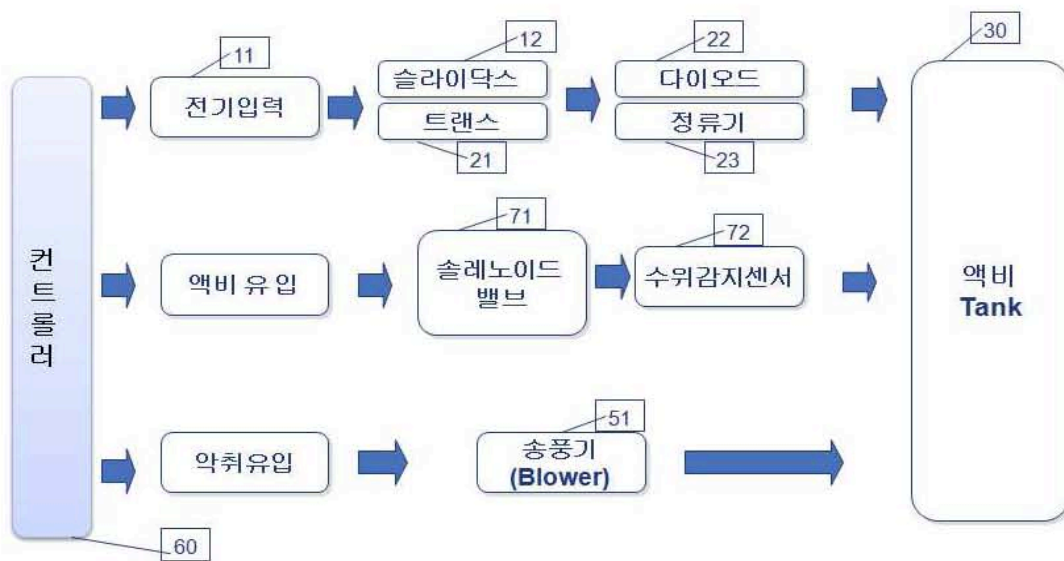 11
12
22
30
전기입력
슬라이닥스
트랜스
다이오드
정류기
21
23
컨트롤러
71
72
액비 유입
솔레노이드
밸브
수위감지센서
액비
Tank
51
악취유입
송풍기
(Blower)
60